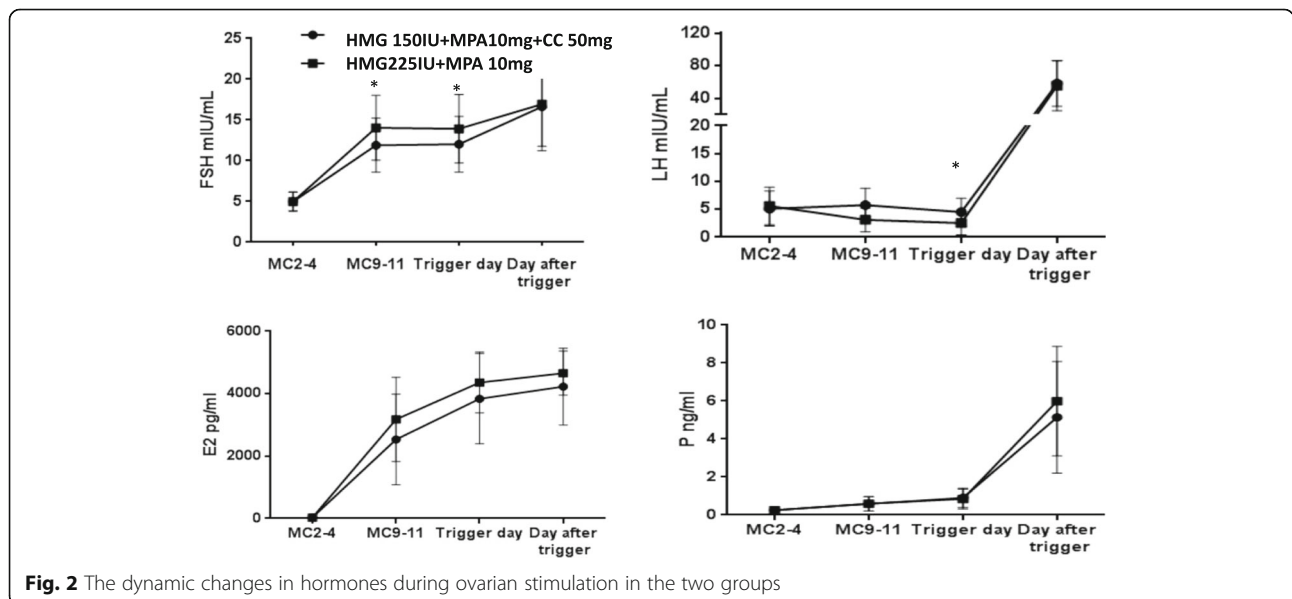 HMG 150IU+MPA10mg+CC 50mg
HMG225IU+MPA 10mg
FSH mIU/mL
25
20
15
10
5
0
*
*
MC2-4
MC9-11
Trigger day
Day after
trigger
LH mIU/mL
120
80
40
20
15
10
5
0
*
MC2-4
MC9-11
Trigger day
Day after
trigger
E2 pg/ml
6000
4000
2000
0
MC2-4
MC9-11
Trigger day
Day after
trigger
P ng/ml
10
8
6
4
2
0
MC2-4
MC9-11
Trigger day
Day after
trigger
Fig. 2 The dynamic changes in hormones during ovarian stimulation in the two groups